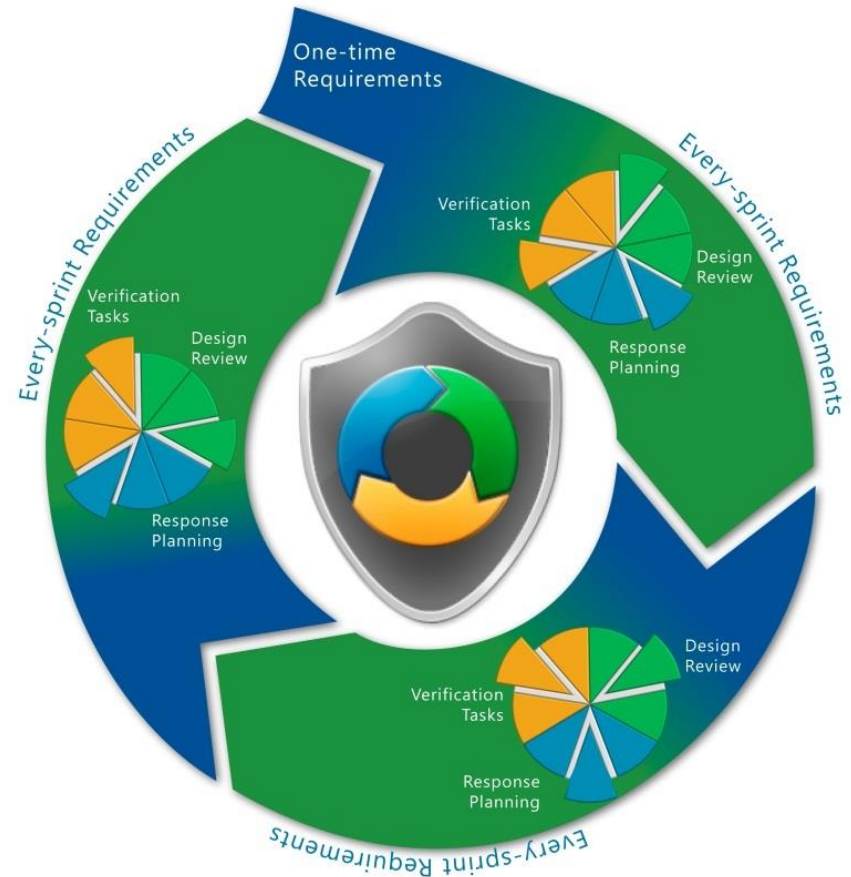 One-time
Requirements
Every-sprint Requirements
Verification
Tasks
Design
Review
Response
Planning
Every-sprint Requirements
Verification
Tasks
Design
Review
Response
Planning
Design
Review
Verification
Tasks
Response
Planning
Every-sprint Requirements